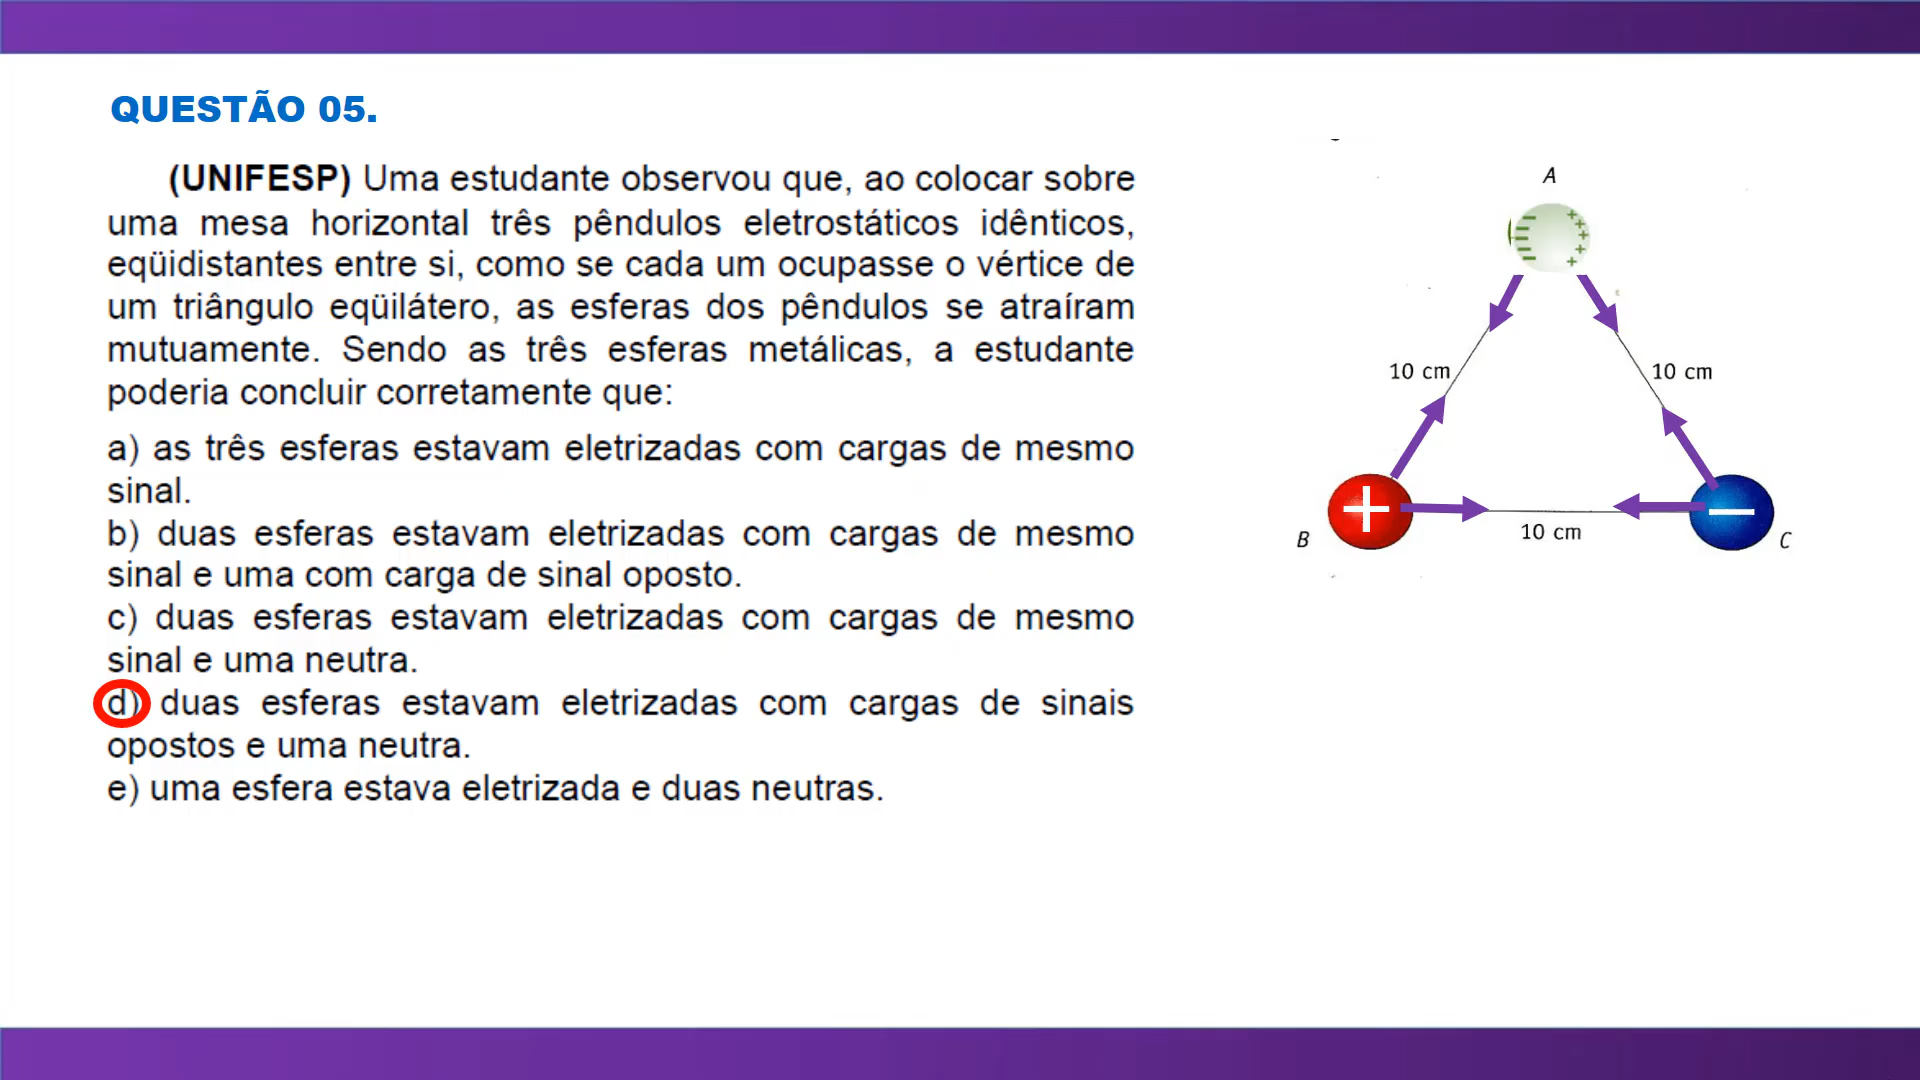 QUESTÃO 05.
(UNIFESP) Uma estudante observou que, ao colocar sobre
uma mesa horizontal três pêndulos eletrostáticos idênticos,
eqüidistantes entre si, como se cada um ocupasse o vértice de
um triângulo eqüilátero, as esferas dos pêndulos se atraíram
mutuamente. Sendo as três esferas metálicas, a estudante
poderia concluir corretamente que:
a) as três esferas estavam eletrizadas com cargas de mesmo
sinal.
b) duas esferas estavam eletrizadas com cargas de mesmo
sinal e uma com carga de sinal oposto.
c) duas esferas estavam eletrizadas com cargas de mesmo
sinal e uma neutra.
d) duas esferas estavam eletrizadas com cargas de sinais
opostos e uma neutra.
e) uma esfera estava eletrizada e duas neutras.
A
10 cm
10 cm
B
10 cm
C